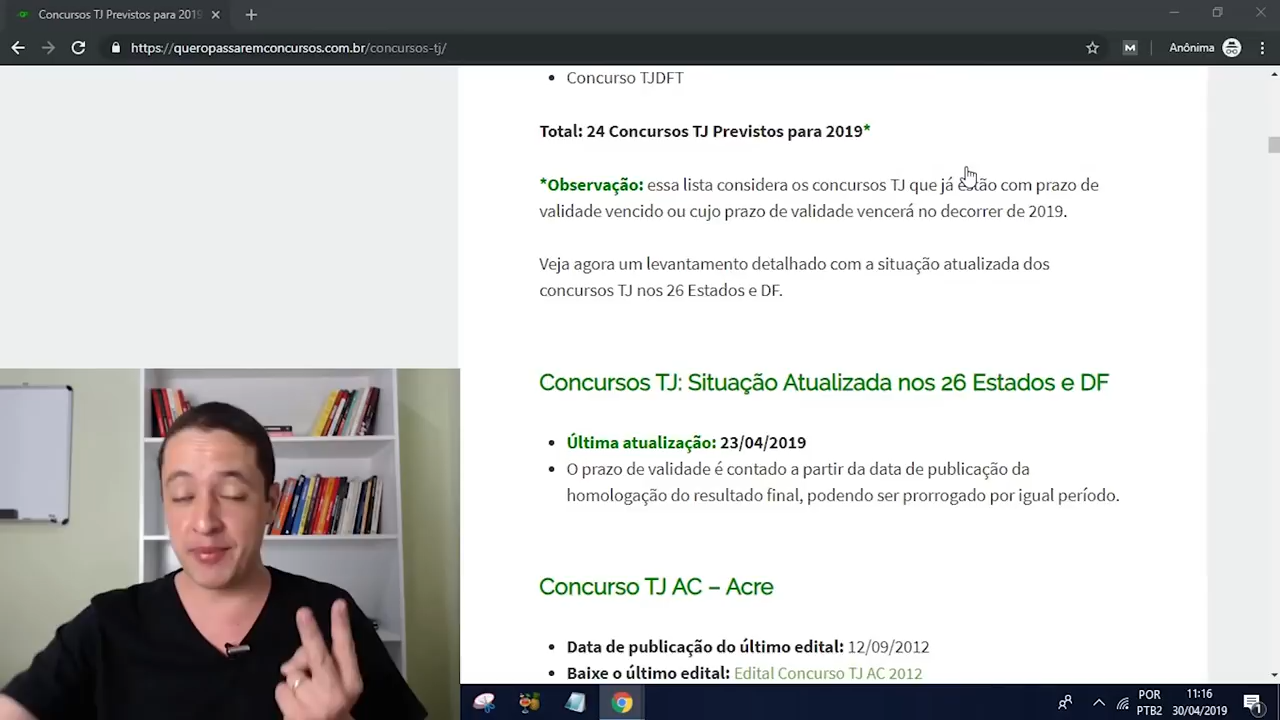 Concursos TJ Previstos para 2019
https://queropassaremconcursos.com.br/concursos-tj/
Anônima
Concurso TJDFT
Total: 24 Concursos TJ Previstos para 2019*
*Observação: essa lista considera os concursos TJ que já estão com prazo de
validade vencido ou cujo prazo de validade vencerá no decorrer de 2019.
Veja agora um levantamento detalhado com a situação atualizada dos
concursos TJ nos 26 Estados e DF.
Concursos TJ: Situação Atualizada nos 26 Estados e DF
Última atualização: 23/04/2019
O prazo de validade é contado a partir da data de publicação da
homologação do resultado final, podendo ser prorrogado por igual período.
Concurso TJ AC – Acre
Data de publicação do último edital: 12/09/2012
Baixe o último edital: Edital Concurso TJ AC 2012
POR
PTB2
11:16
30/04/2019
1